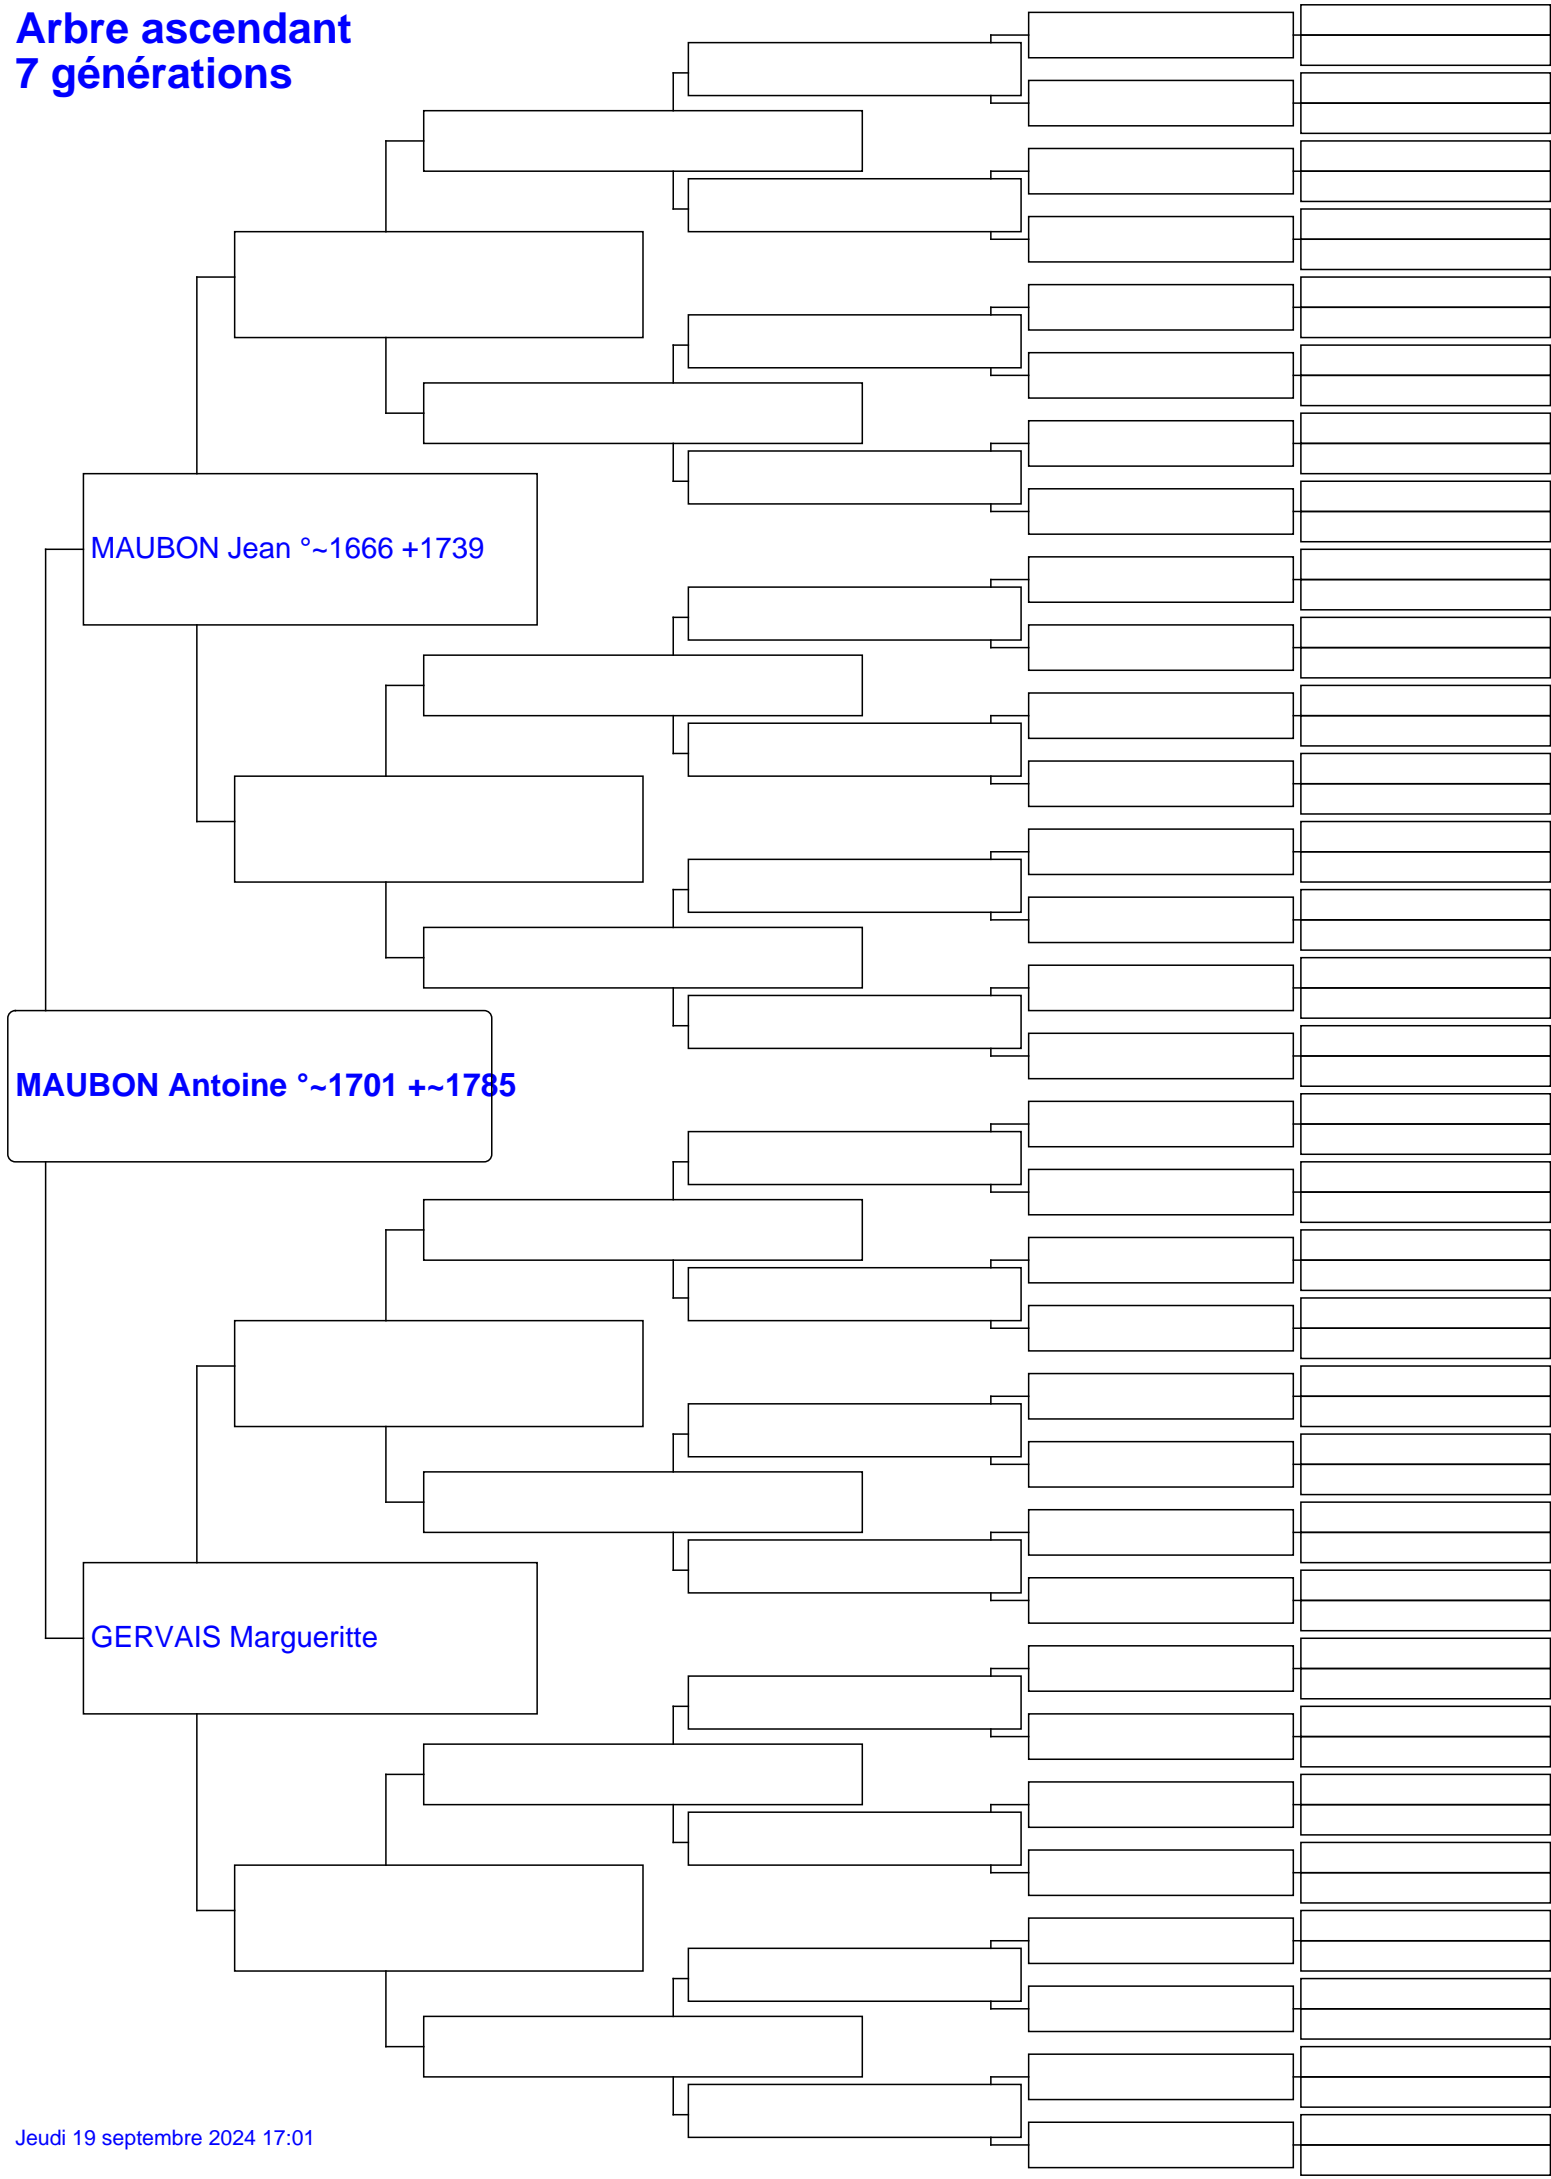 Arbre ascendant
7 générations
MAUBON Jean °~1666 +1739
MAUBON Antoine °~1701 +~1785
GERVAIS Margueritte
Jeudi 19 septembre 2024 17:01